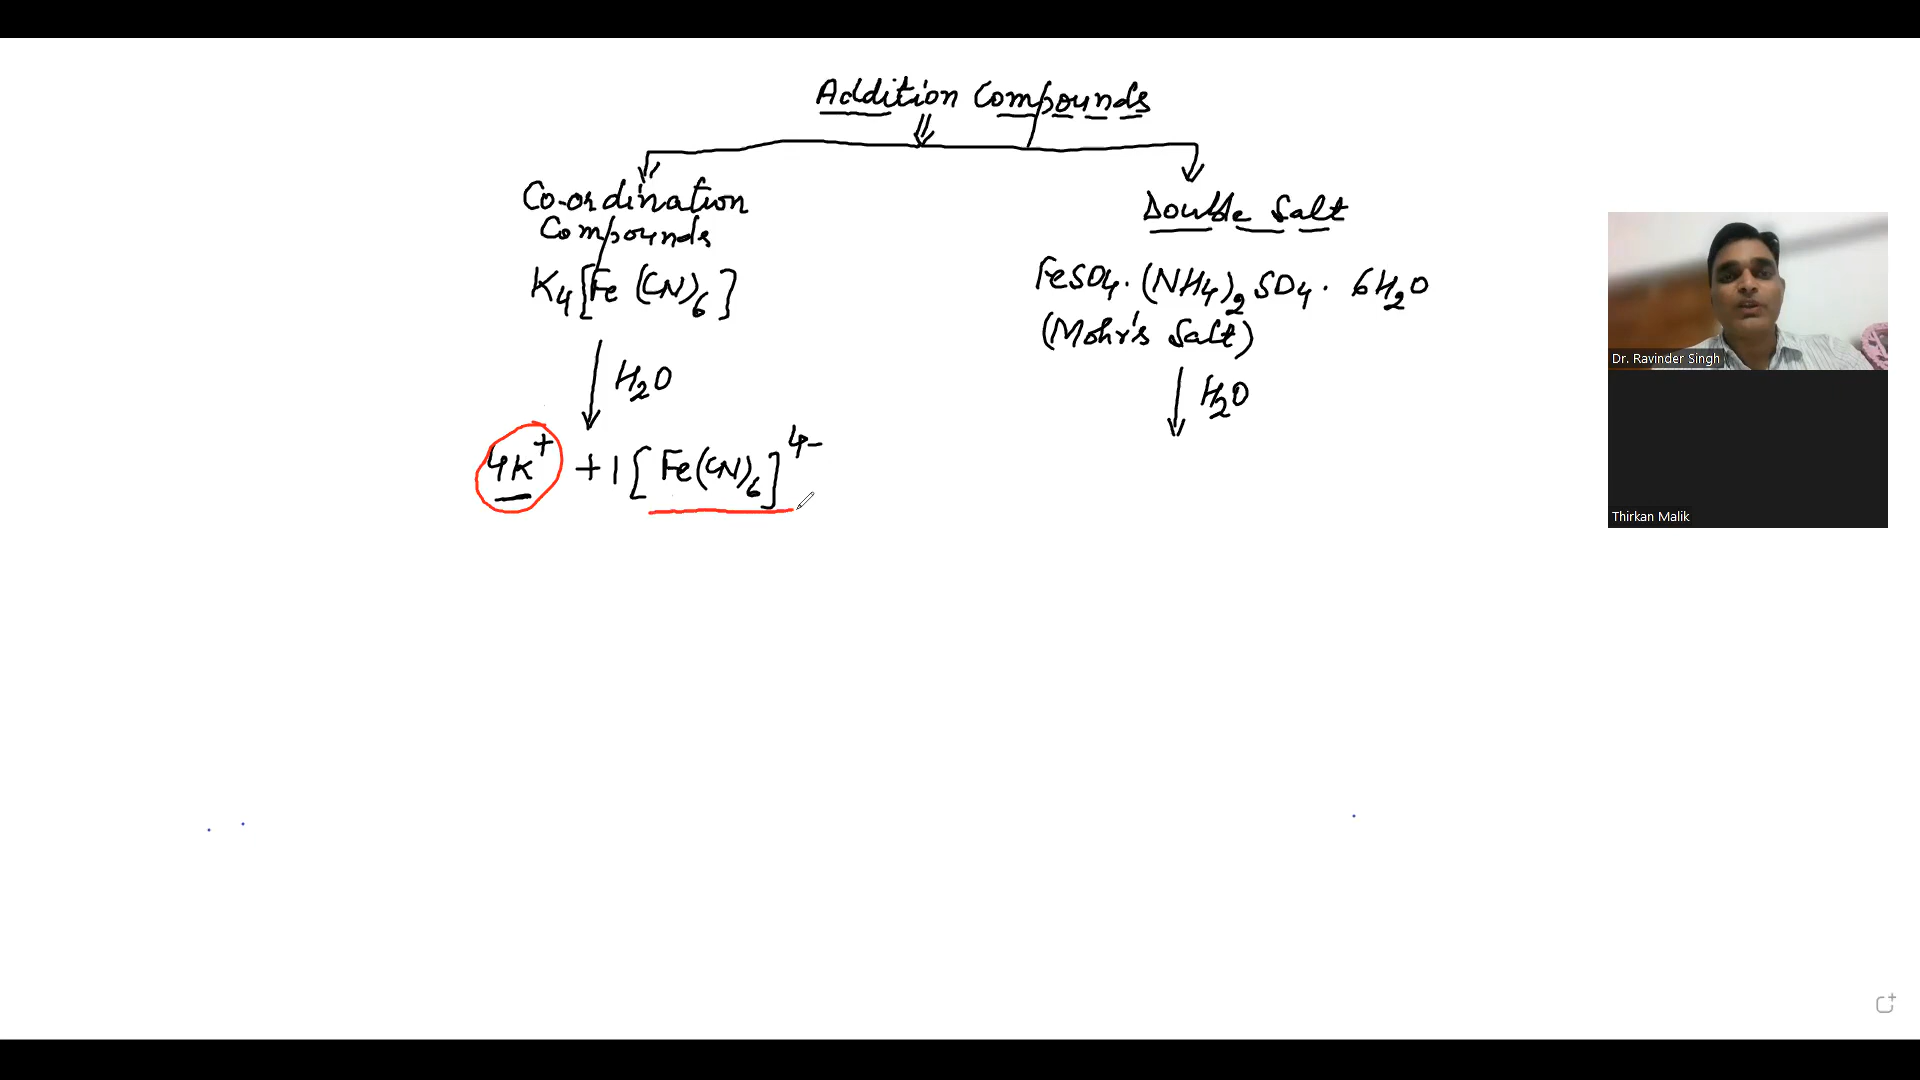 Addition Compounds
Co-ordination
Compounds
K₄[Fe(CN)₆]
H₂O
4K⁺ + 1[Fe(CN)₆]⁴⁻
Double Salt
FeSO₄·(NH₄)₂SO₄·6H₂O
(Mohr's Salt)
H₂O
Dr. Ravinder Singh
Thirkan Malik